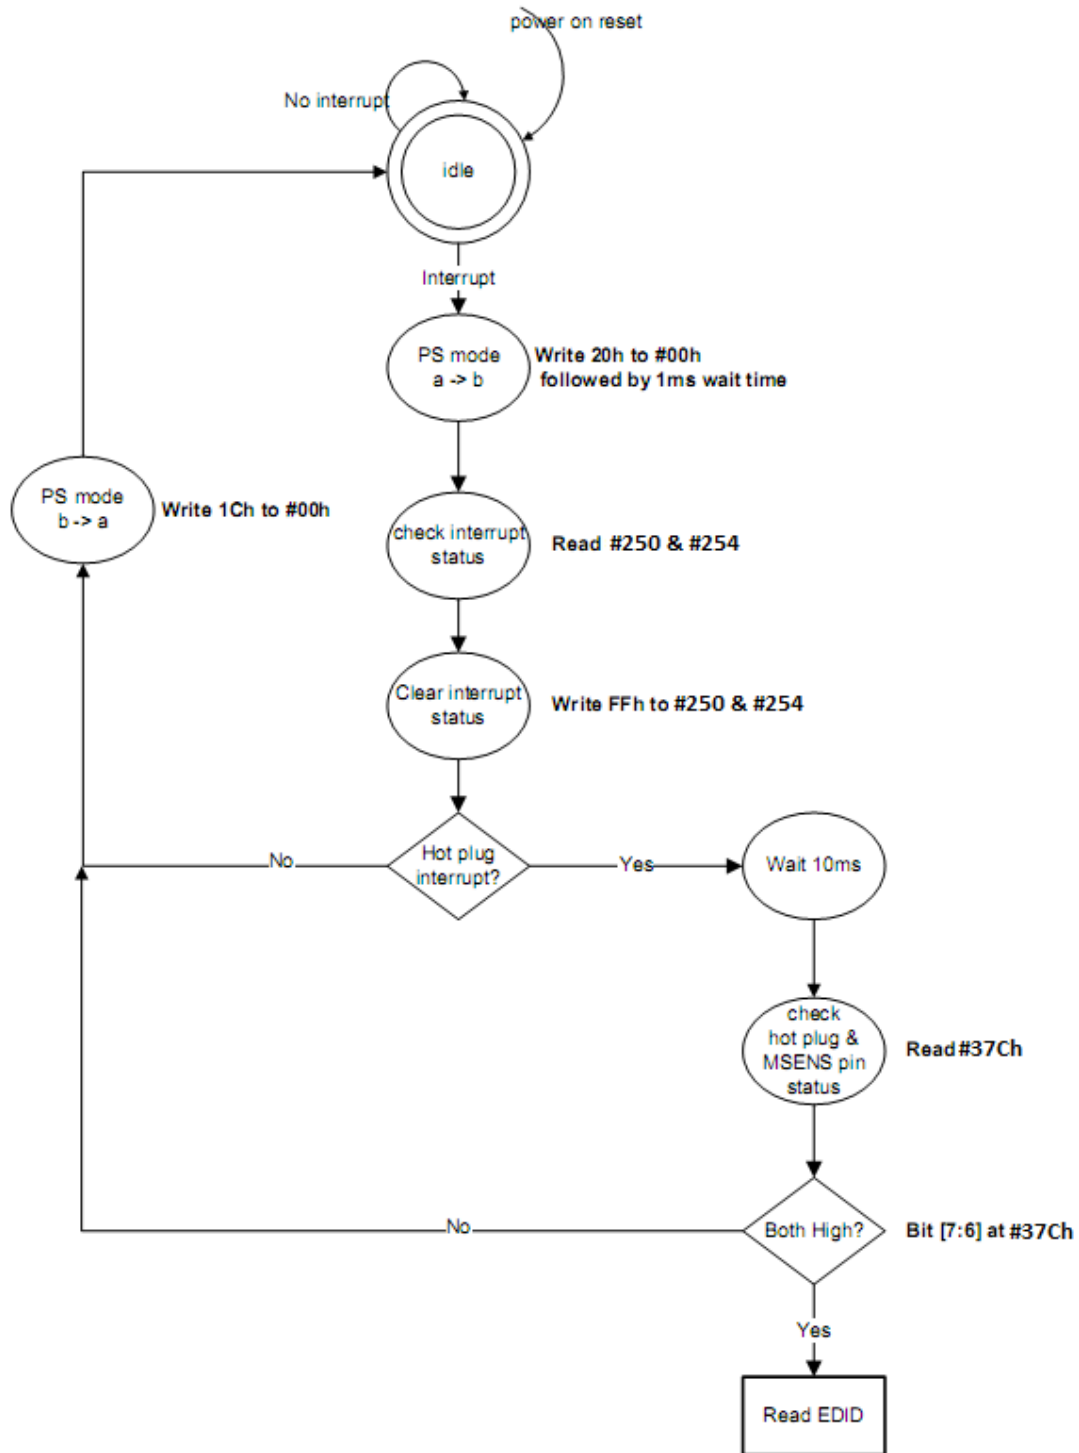 power on reset
No interrupt
idle
Interrupt
PS mode
a -> b
Write 20h to #00h
followed by 1ms wait time
PS mode
b -> a
Write 1Ch to #00h
check interrupt
status
Read #250 & #254
Clear interrupt
status
Write FFh to #250 & #254
No
Hot plug
interrupt?
Yes
Wait 10ms
check
hot plug &
MSENS pin
status
Read #37Ch
No
Both High?
Bit [7:6] at #37Ch
Yes
Read EDID